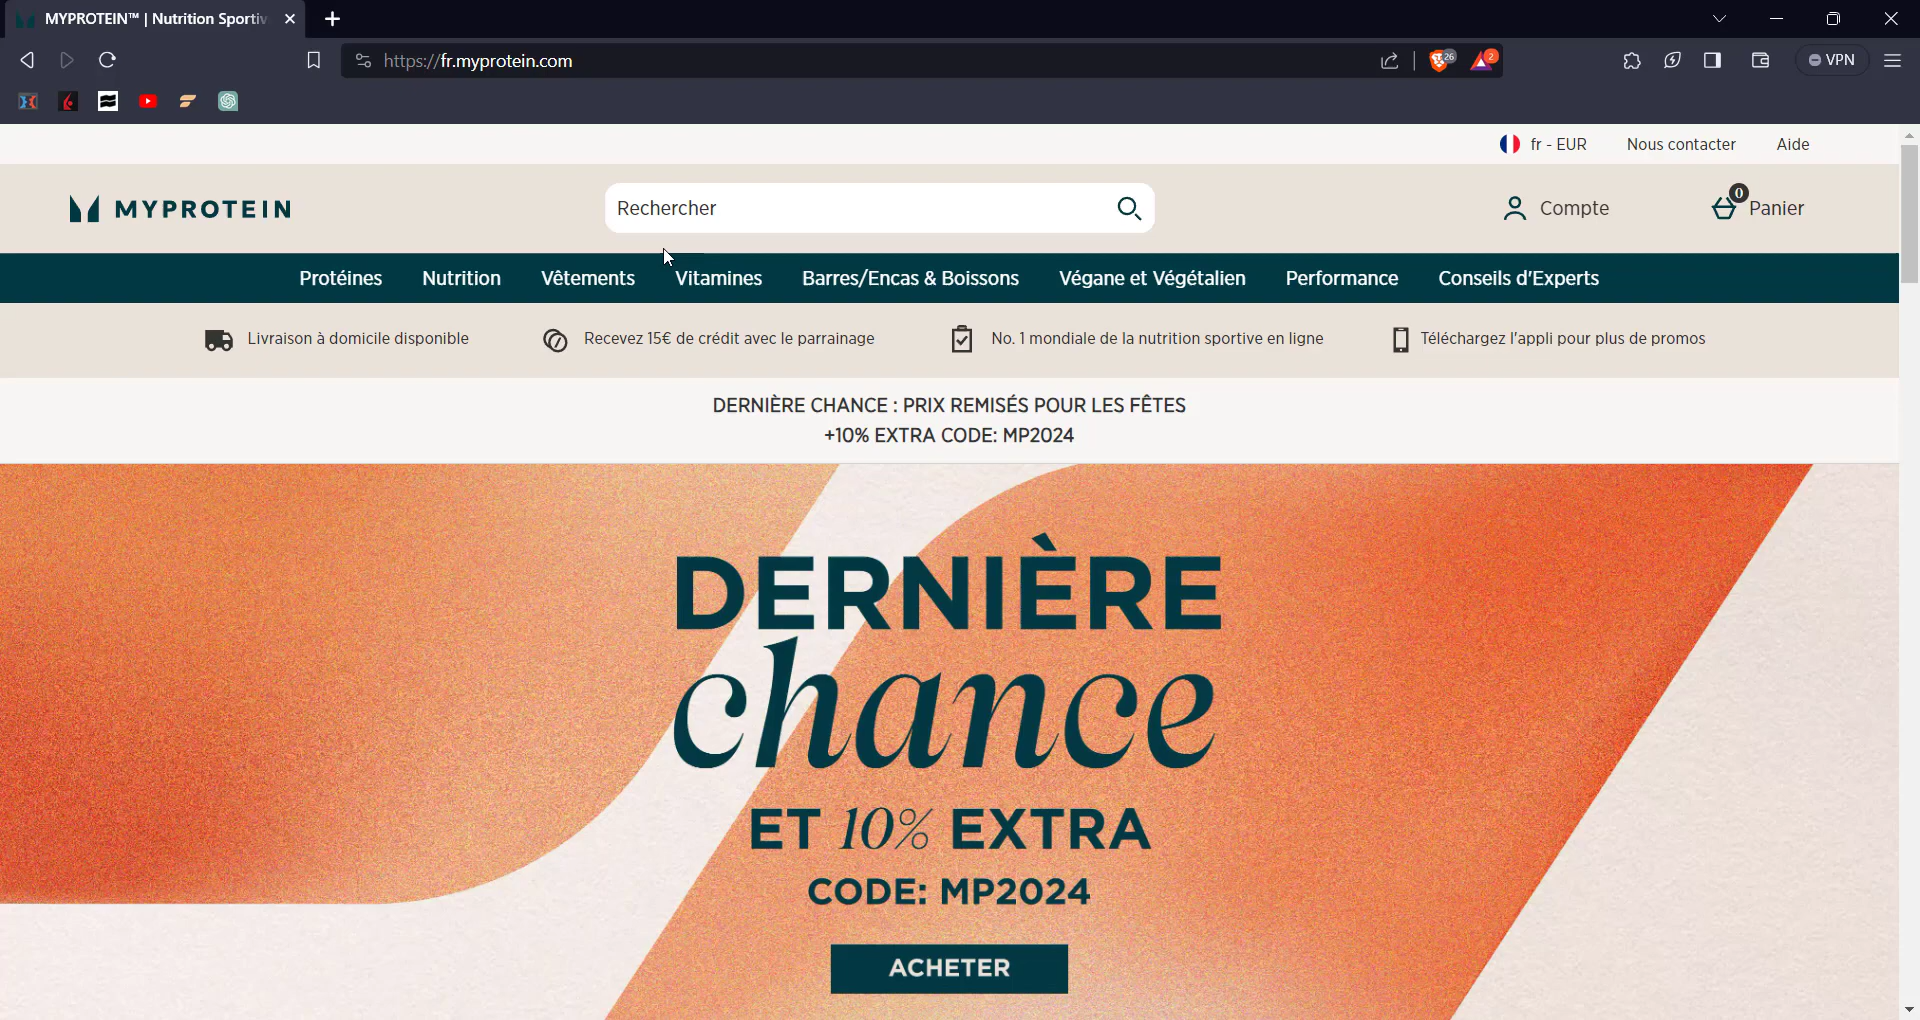 MYPROTEIN™ | Nutrition Sportiv
https://fr.myprotein.com
26
2
VPN
fr - EUR
Nous contacter
Aide
MYPROTEIN
Rechercher
Compte
0
Panier
Protéines
Nutrition
Vêtements
Vitamines
Barres/Encas & Boissons
Végane et Végétalien
Performance
Conseils d'Experts
Livraison à domicile disponible
Recevez 15€ de crédit avec le parrainage
No. 1 mondiale de la nutrition sportive en ligne
Téléchargez l'appli pour plus de promos
DERNIÈRE CHANCE : PRIX REMISÉS POUR LES FÊTES
+10% EXTRA CODE: MP2024
DERNIÈRE
chance
ET 10% EXTRA
CODE: MP2024
ACHETER